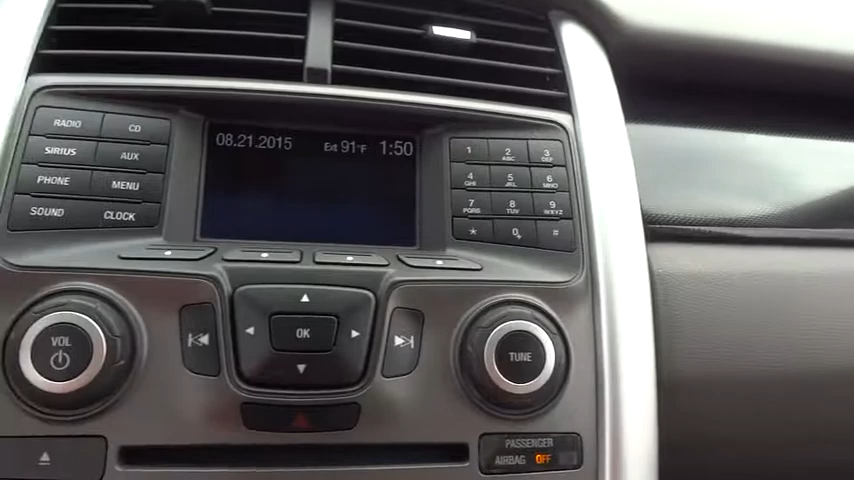 08.21.2015 Ext 91°F 1:50
RADIO CD
SIRIUS AUX
PHONE MENU
SOUND CLOCK
1 2 ABC 3 DEF
4 GHI 5 JKL 6 MNO
7 PQRS 8 TUV 9 WXYZ
* 0 + #
VOL
OK
TUNE
PASSENGER
AIRBAG OFF